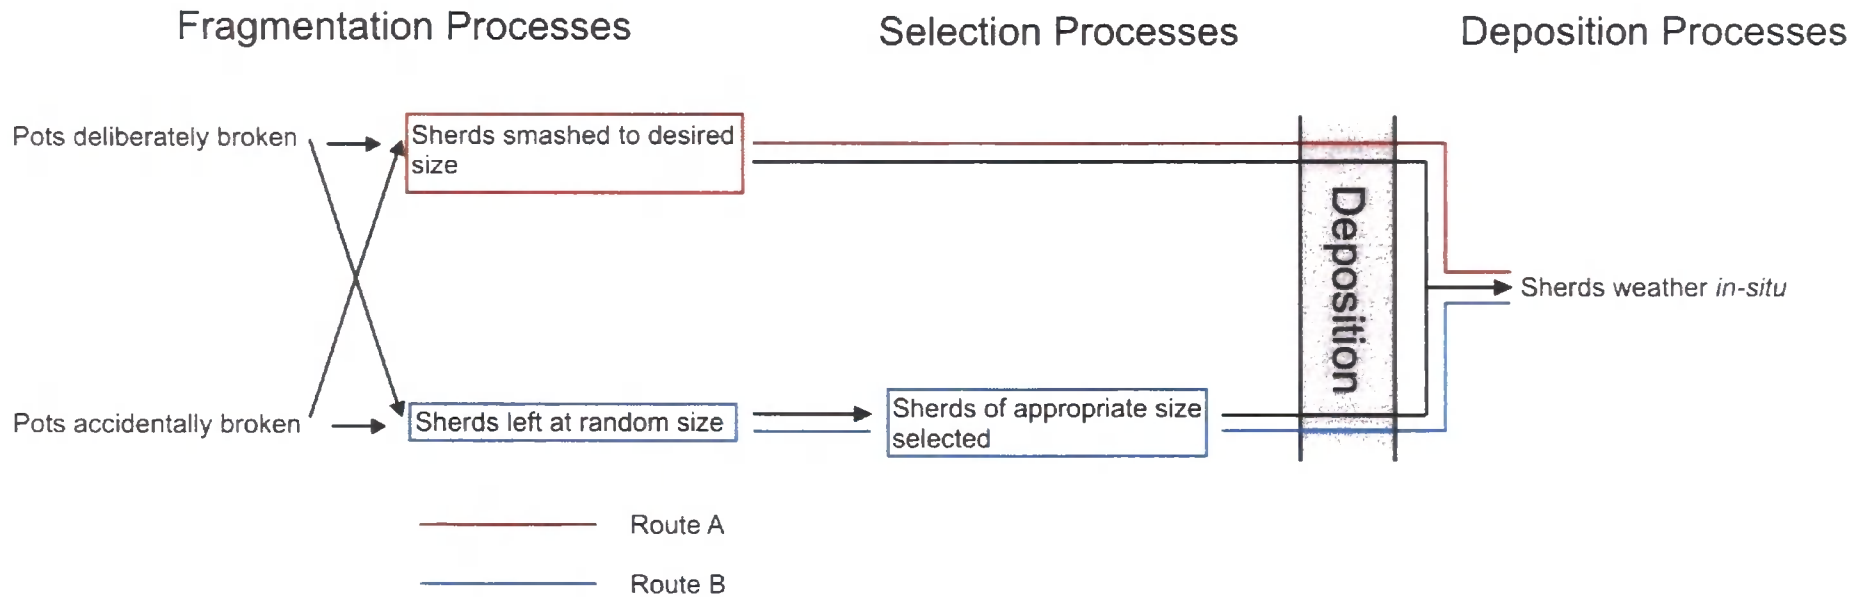 Fragmentation Processes
Selection Processes
Deposition Processes
Pots deliberately broken
Sherds smashed to desired
size
Deposition
Sherds weather in-situ
Pots accidentally broken
Sherds left at random size
Sherds of appropriate size
selected
Route A
Route B